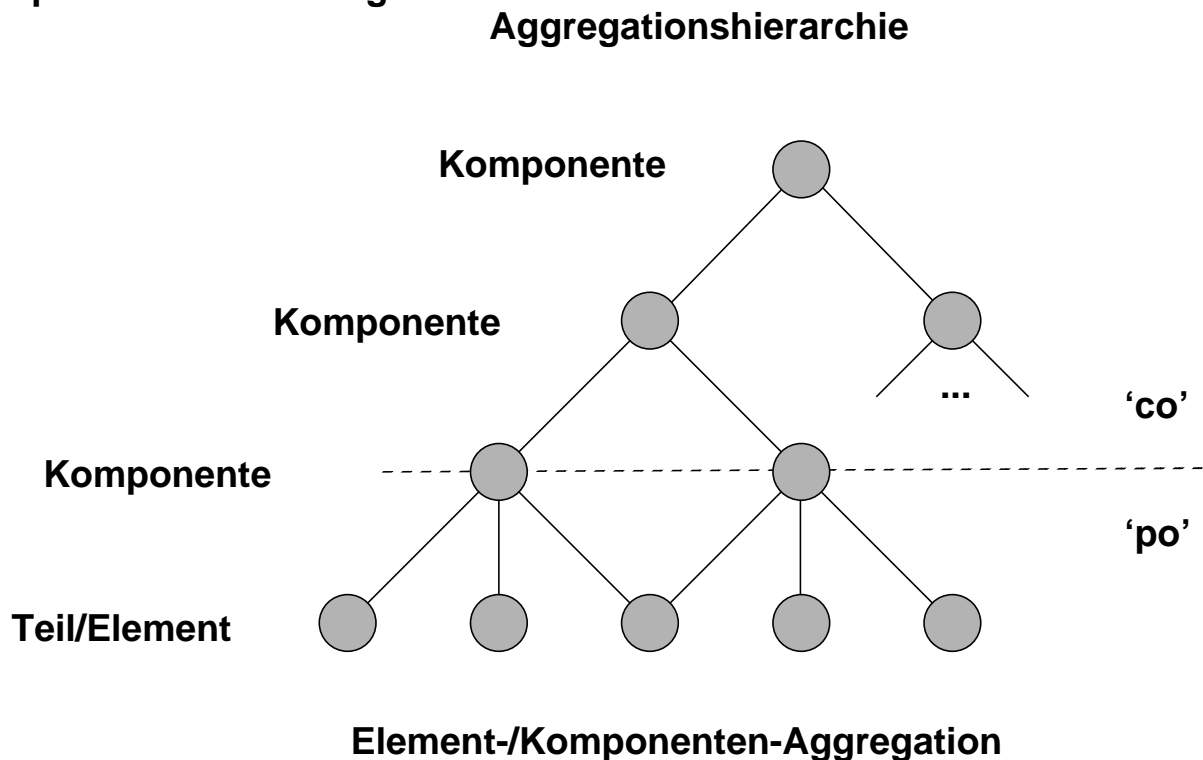 Aggregationshierarchie
Komponente
Komponente
...
‘co’
Komponente
‘po’
Teil/Element
Element-/Komponenten-Aggregation